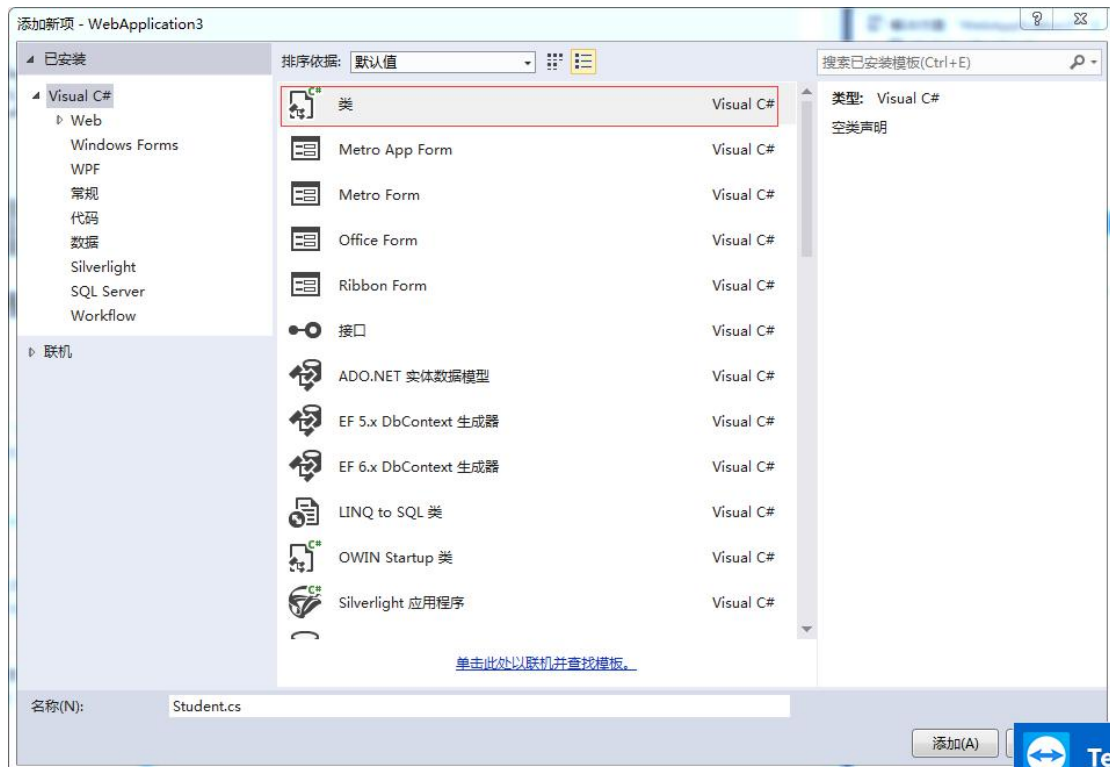 添加新项 - WebApplication3
已安装
排序依据: 默认值
搜索已安装模板(Ctrl+E)
Visual C#
Web
Windows Forms
WPF
常规
代码
数据
Silverlight
SQL Server
Workflow
联机
类 Visual C#
Metro App Form Visual C#
Metro Form Visual C#
Office Form Visual C#
Ribbon Form Visual C#
接口 Visual C#
ADO.NET 实体数据模型 Visual C#
EF 5.x DbContext 生成器 Visual C#
EF 6.x DbContext 生成器 Visual C#
LINQ to SQL 类 Visual C#
OWIN Startup 类 Visual C#
Silverlight 应用程序 Visual C#
单击此处以联机并查找模板。
类型: Visual C#
空类声明
名称(N): Student.cs
添加(A)
Te